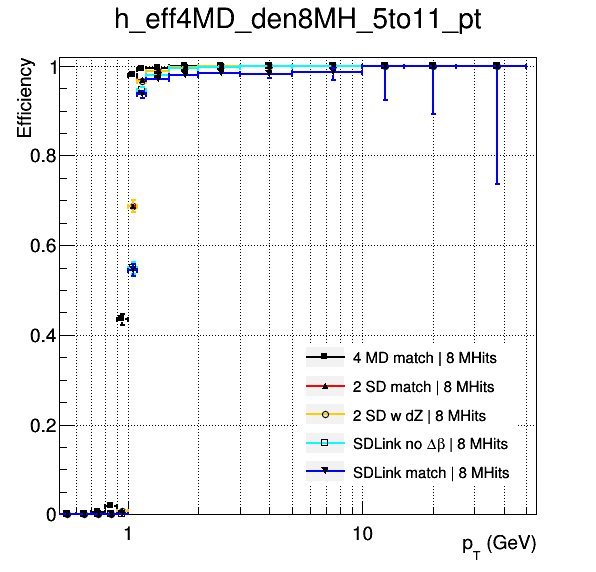 h_eff4MD_den8MH_5to11_pt
Efficiency
1
0.8
0.6
0.4
0.2
0
4 MD match | 8 MHits
2 SD match | 8 MHits
2 SD w dZ | 8 MHits
SDLink no Δβ | 8 MHits
SDLink match | 8 MHits
1
10
p_T (GeV)